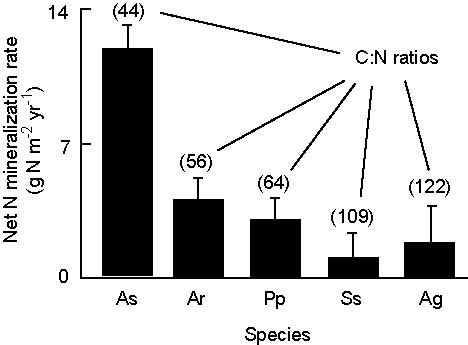 14
(44)
C:N ratios
Net N mineralization rate
(g N m-2 yr-1)
7
(56)
(64)
(109)
(122)
0
As Ar Pp Ss Ag
Species